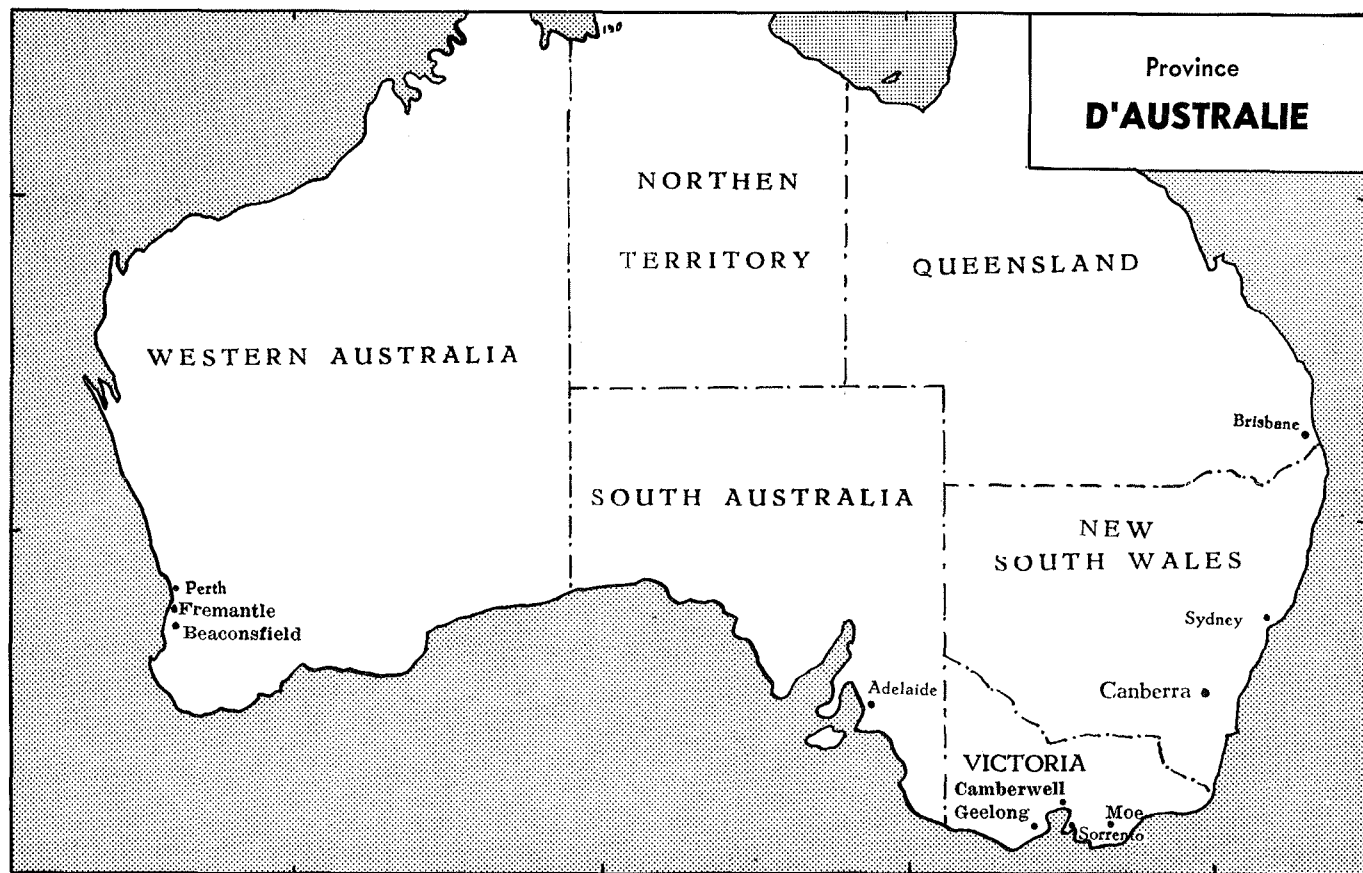 Province
D'AUSTRALIE
NORTHEN
TERRITORY
QUEENSLAND
WESTERN AUSTRALIA
Brisbane
SOUTH AUSTRALIA
NEW
SOUTH WALES
Perth
Fremantle
Beaconsfield
Sydney
Adelaide
Canberra
VICTORIA
Camberwell
Geelong
Moe
Sorrento